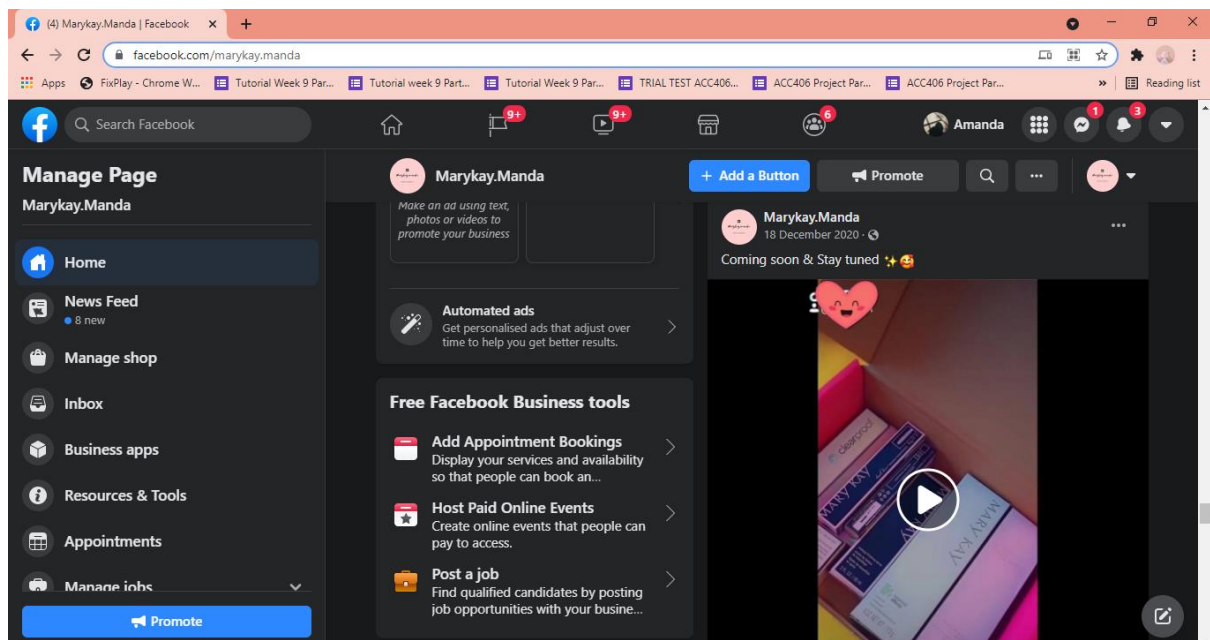 (4) Marykay.Manda | Facebook
facebook.com/marykay.manda
Apps FixPlay - Chrome W... Tutorial Week 9 Par... Tutorial week 9 Part... Tutorial Week 9 Par... TRIAL TEST ACC406... ACC406 Project Par... ACC406 Project Par... » Reading list
Search Facebook 9+ 9+ 6 Amanda 1 3
Manage Page
Marykay.Manda
Home
News Feed
8 new
Manage shop
Inbox
Business apps
Resources & Tools
Appointments
Manage jobs
Promote
Marykay.Manda + Add a Button Promote ...
Make an ad using text,
photos or videos to
promote your business
Automated ads
Get personalised ads that adjust over
time to help you get better results.
Free Facebook Business tools
Add Appointment Bookings
Display your services and availability
so that people can book an...
Host Paid Online Events
Create online events that people can
pay to access.
Post a job
Find qualified candidates by posting
job opportunities with your busine...
Marykay.Manda
18 December 2020 ·
Coming soon & Stay tuned ✨🥰
clearproof
MARY KAY
MARY KAY